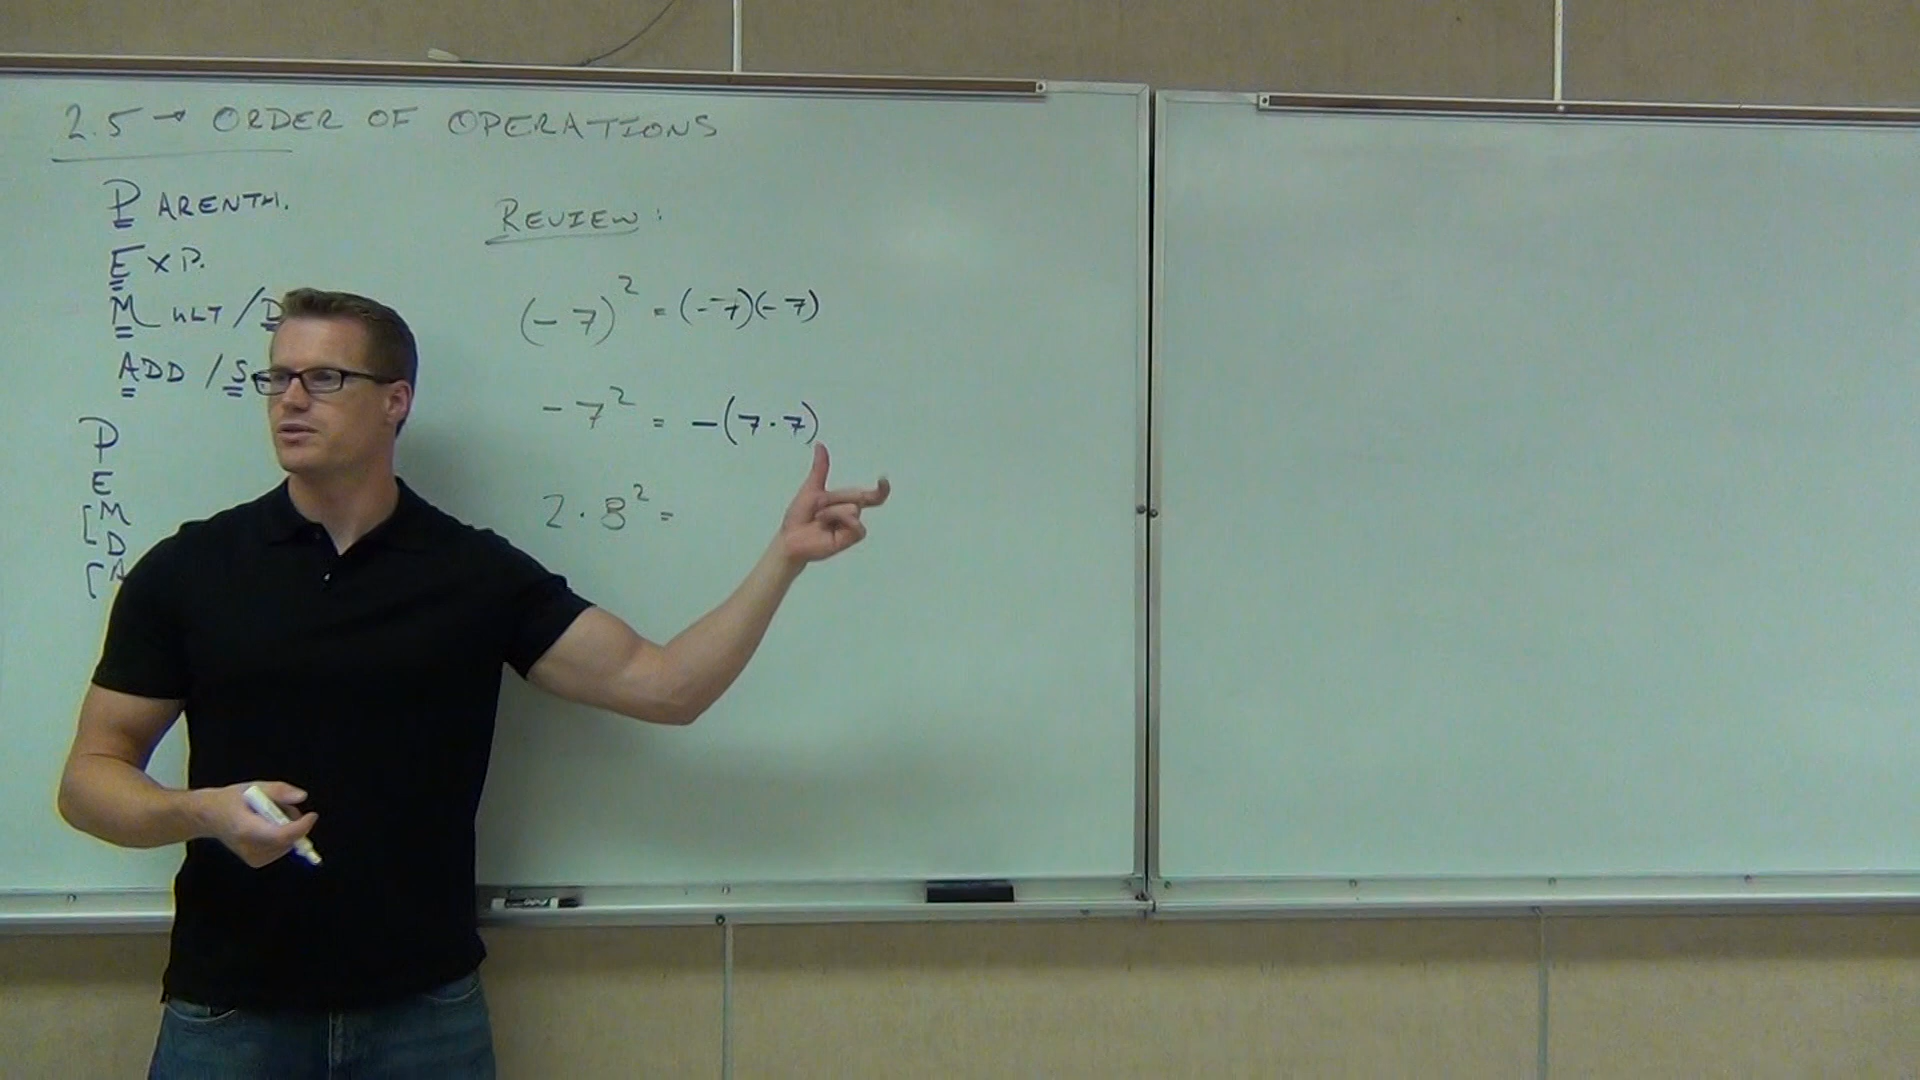 2.5 → ORDER OF OPERATIONS
PARENTH.
EXP.
MULT / D
ADD / S
P
E
[ M
D
[ A
REVIEW:
(-7)² = (-7)(-7)
-7² = -(7·7)
2·8² =